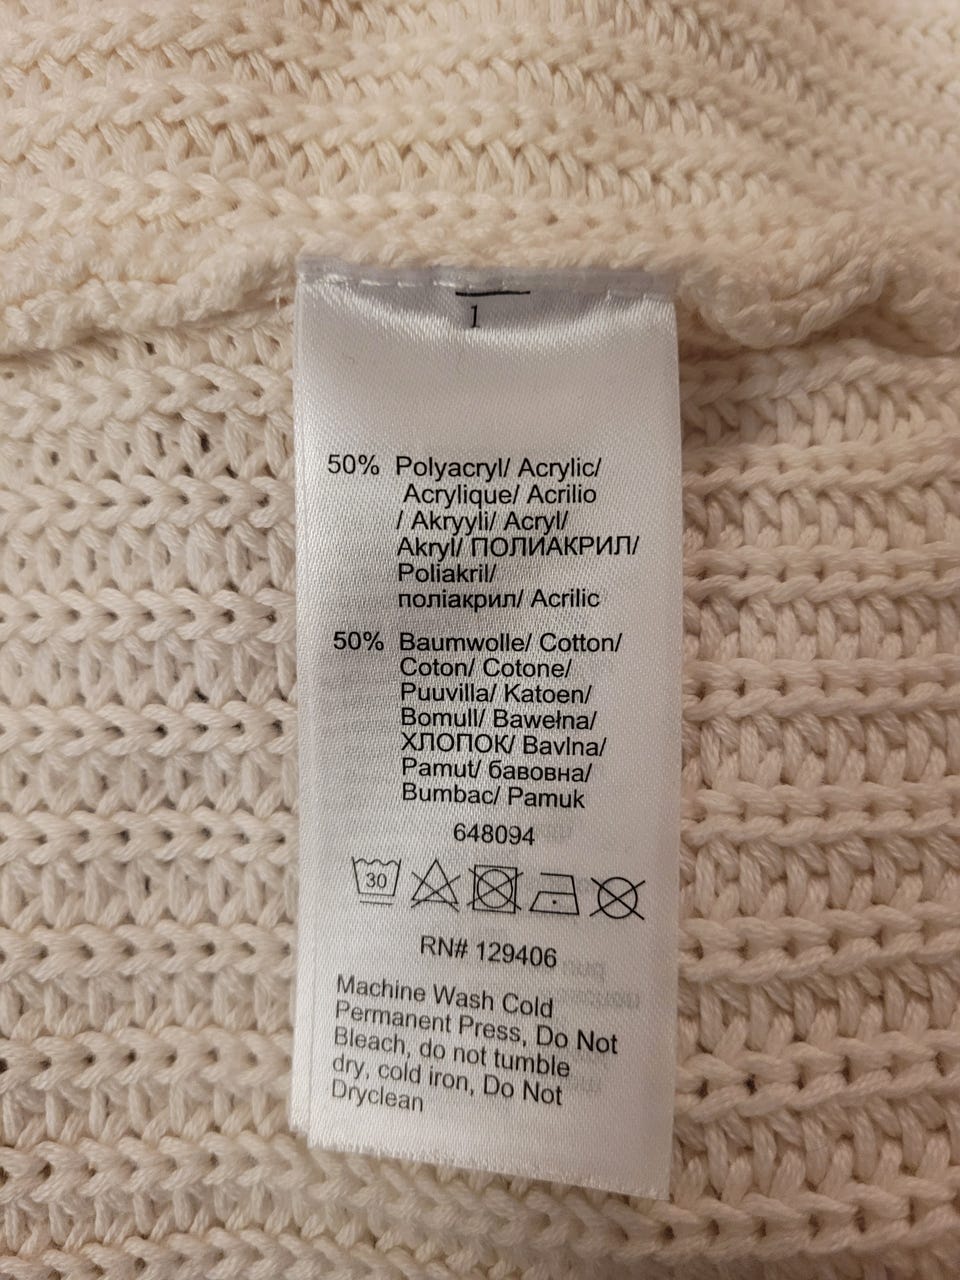 1
50% Polyacryl/ Acrylic/
Acrylique/ Acrilio
/ Akryyli/ Acryl/
Akryl/ ПОЛИАКРИЛ/
Poliakril/
поліакрил/ Acrilic
50% Baumwolle/ Cotton/
Coton/ Cotone/
Puuvilla/ Katoen/
Bomull/ Bawełna/
ХЛОПОК/ Bavlna/
Pamut/ бавовна/
Bumbac/ Pamuk
648094
30
RN# 129406
Machine Wash Cold
Permanent Press, Do Not
Bleach, do not tumble
dry, cold iron, Do Not
Dryclean